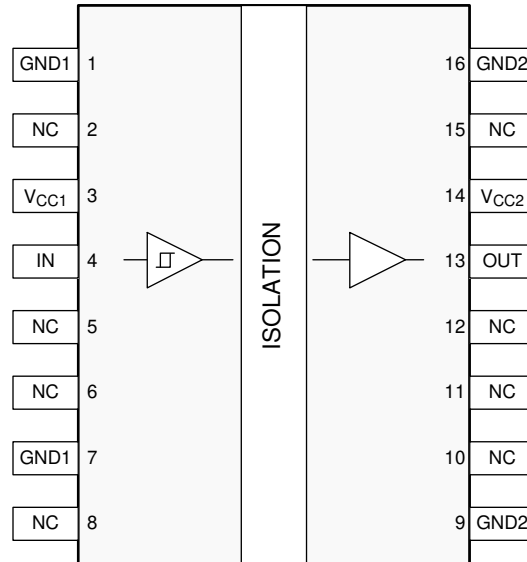 GND1 1 16 GND2
NC 2 15 NC
VCC1 3 14 VCC2
IN 4 13 OUT
ISOLATION
NC 5 12 NC
NC 6 11 NC
GND1 7 10 NC
NC 8 9 GND2